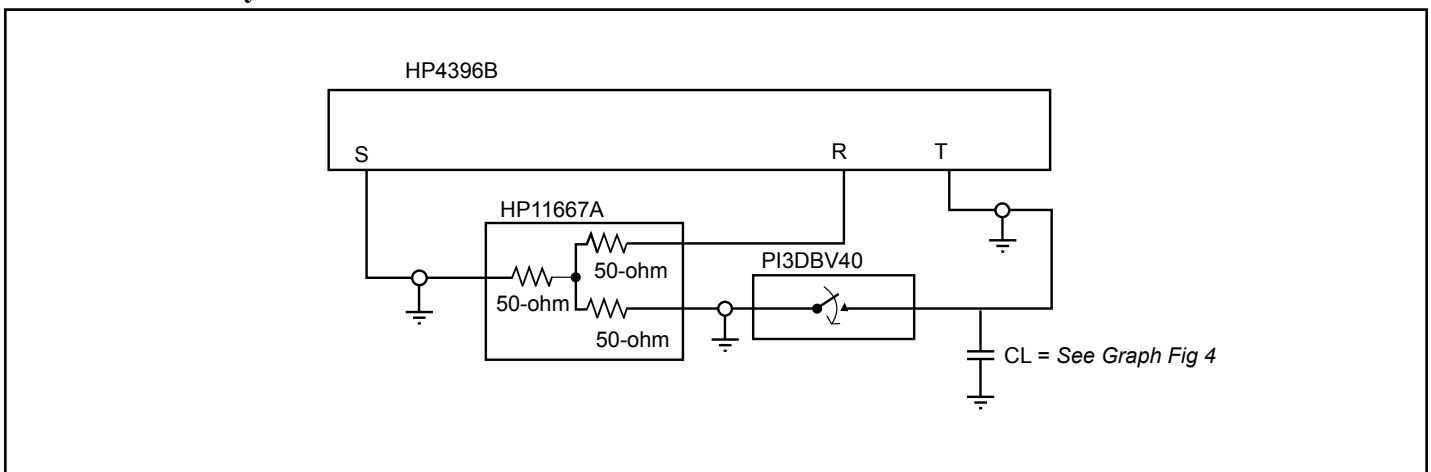 HP4396B
S
R
T
HP11667A
50-ohm
50-ohm
50-ohm
PI3DBV40
CL = See Graph Fig 4